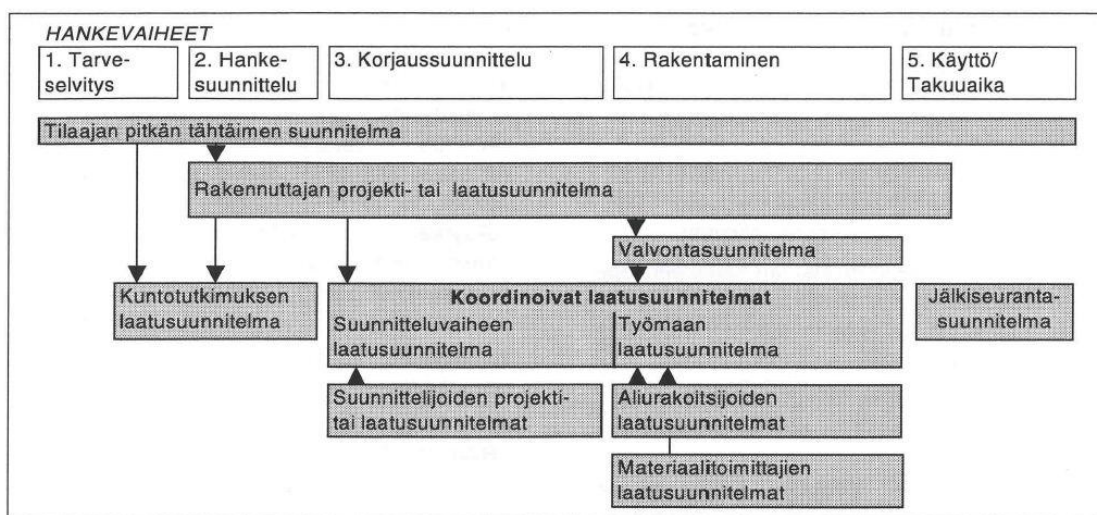 HANKEVAIHEET
1. Tarve-
selvitys
2. Hanke-
suunnittelu
3. Korjaussuunnittelu
4. Rakentaminen
5. Käyttö/
Takuuaika
Tilaajan pitkän tähtäimen suunnitelma
Rakennuttajan projekti- tai laatusuunnitelma
Valvontasuunnitelma
Kuntotutkimuksen
laatusuunnitelma
Koordinoivat laatusuunnitelmat
Suunnitteluvaiheen
laatusuunnitelma
Työmaan
laatusuunnitelma
Jälkiseuranta-
suunnitelma
Suunnittelijoiden projekti-
tai laatusuunnitelmat
Aliurakoitsijoiden
laatusuunnitelmat
Materiaalitoimittajien
laatusuunnitelmat